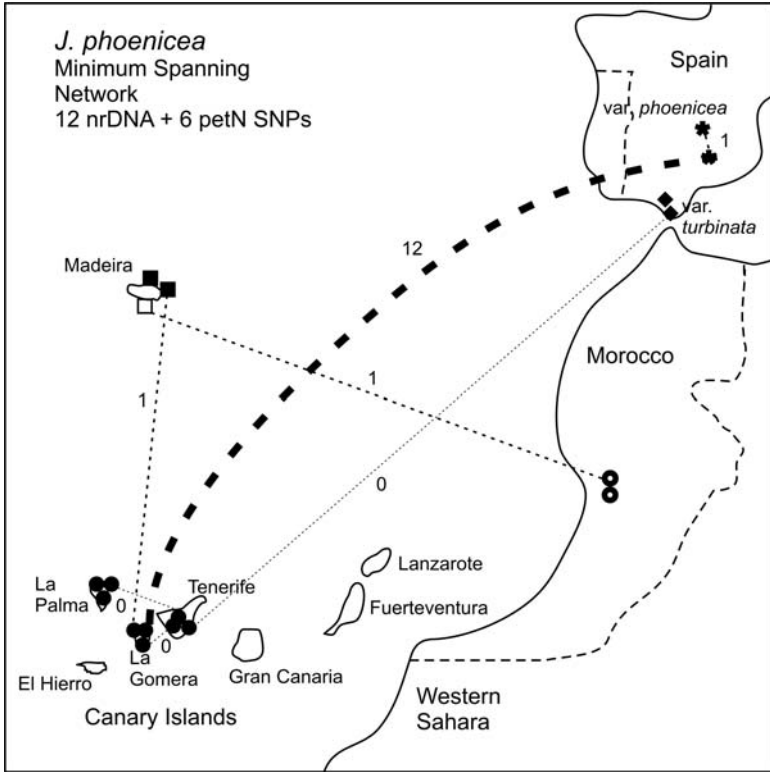 J. phoenicea
Minimum Spanning
Network
12 nrDNA + 6 petN SNPs
Spain
var. phoenicea
1
var.
turbinata
12
Madeira
Morocco
1
1
0
Lanzarote
La
Palma
0
Tenerife
Fuerteventura
0
El Hierro
La
Gomera
Gran Canaria
Canary Islands
Western
Sahara